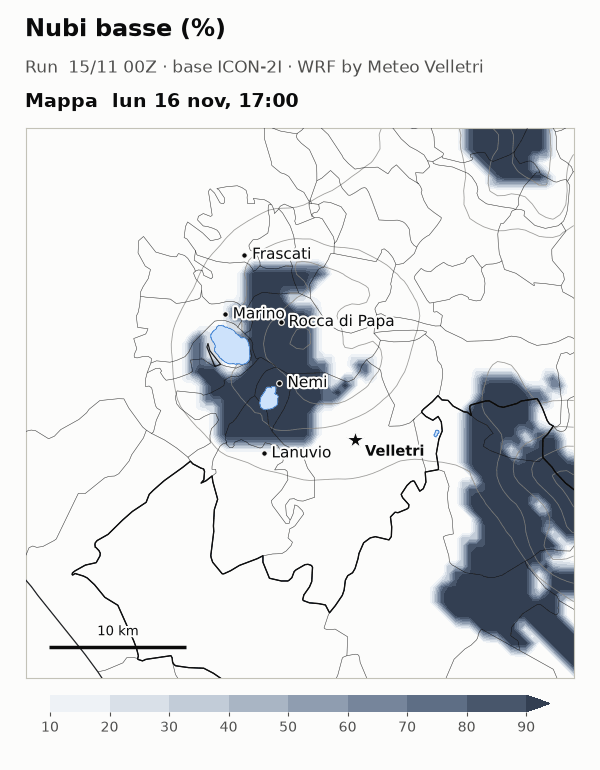 Nubi basse (%)
Run  15/11 00Z · base ICON-2I · WRF by Meteo Velletri
Mappa  lun 16 nov, 17:00
Frascati
Marino
Rocca di Papa
Nemi
Lanuvio
Velletri
10 km
10 20 30 40 50 60 70 80 90